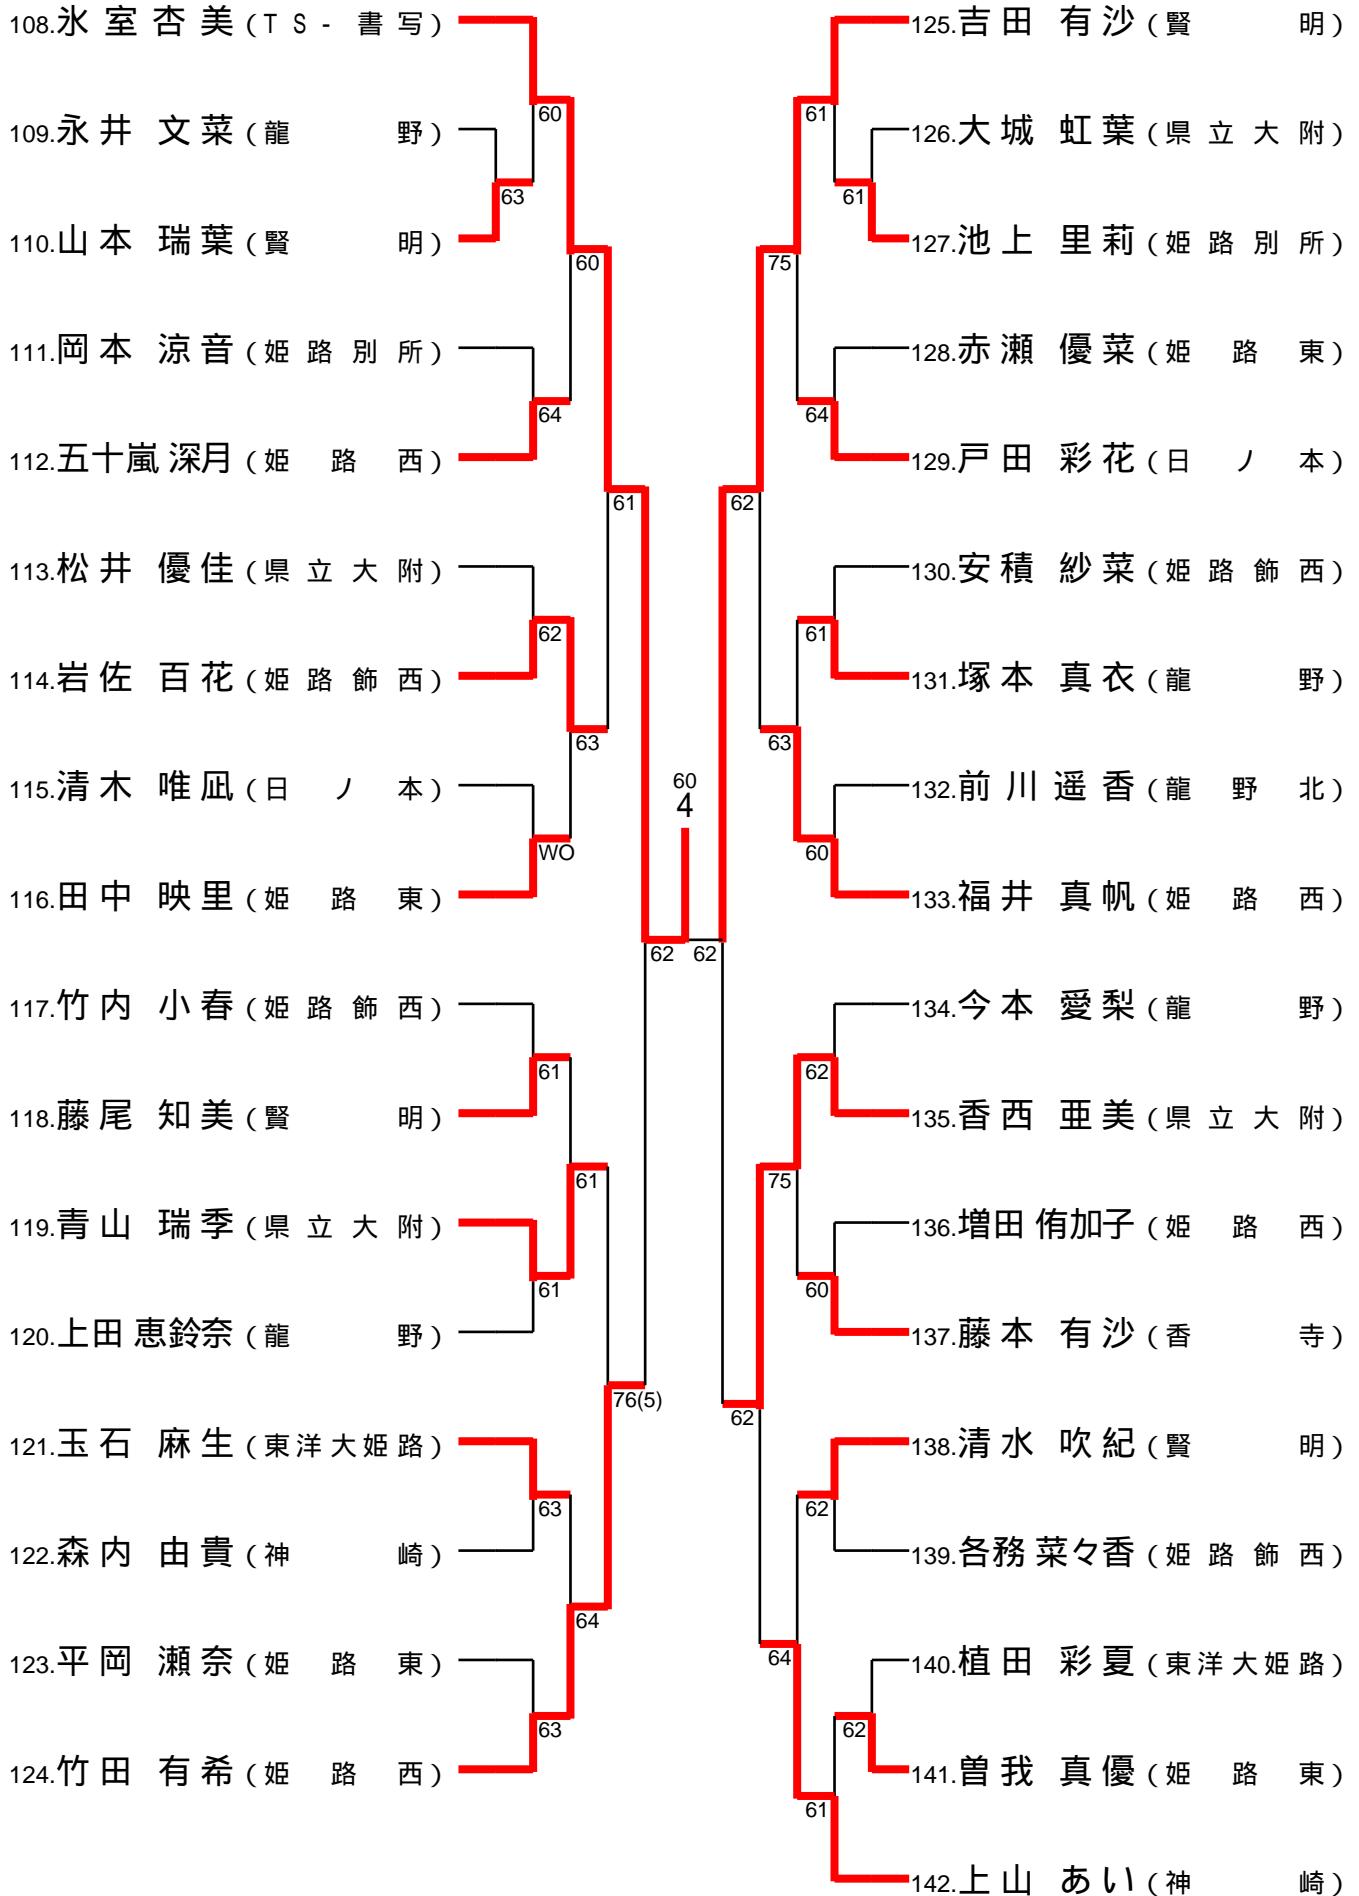 108.氷室杏美(TS-書写)
60
109.永井 文菜(龍野)
63
110.山本 瑞葉(賢明)
60
111.岡本 涼音(姫路別所)
64
112.五十嵐 深月(姫路西)
61
113.松井 優佳(県立大附)
62
114.岩佐 百花(姫路飾西)
63
115.清木 唯凪(日ノ本)
WO
116.田中 映里(姫路東)
62
117.竹内 小春(姫路飾西)
61
118.藤尾 知美(賢明)
61
119.青山 瑞季(県立大附)
61
120.上田 恵鈴奈(龍野)
76(5)
121.玉石 麻生(東洋大姫路)
63
122.森内 由貴(神崎)
64
123.平岡 瀬奈(姫路東)
63
124.竹田 有希(姫路西)
60
4
125.吉田 有沙(賢明)
61
126.大城 虹葉(県立大附)
61
127.池上 里莉(姫路別所)
75
128.赤瀬 優菜(姫路東)
64
129.戸田 彩花(日ノ本)
62
130.安積 紗菜(姫路飾西)
61
131.塚本 真衣(龍野)
63
132.前川遥香(龍野北)
60
133.福井 真帆(姫路西)
62
134.今本 愛梨(龍野)
62
135.香西 亜美(県立大附)
75
136.増田 侑加子(姫路西)
60
137.藤本 有沙(香寺)
62
138.清水 吹紀(賢明)
62
139.各務 菜々香(姫路飾西)
64
140.植田 彩夏(東洋大姫路)
62
141.曽我 真優(姫路東)
61
142.上山 あい(神崎)